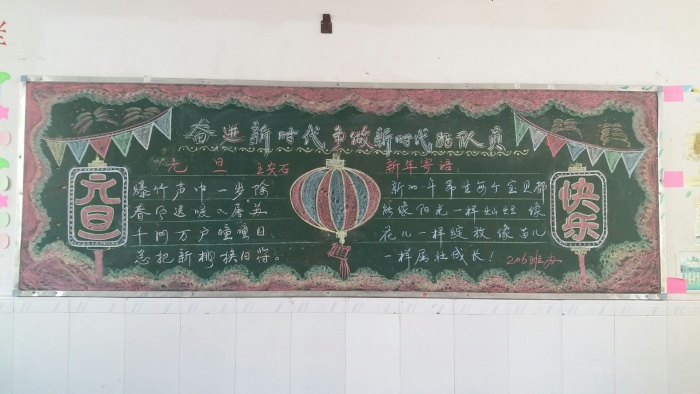 奋进新时代争做新时代好队员
元旦
元旦 王安石
爆竹声中一岁除
春风送暖入屠苏
千门万户曈曈日
总把新桃换旧符。
新年寄语:
新的一年希望每个宝贝都
能像阳光一样灿烂 像
花儿一样绽放像苗儿
一样茁壮成长！ 206班办
快乐